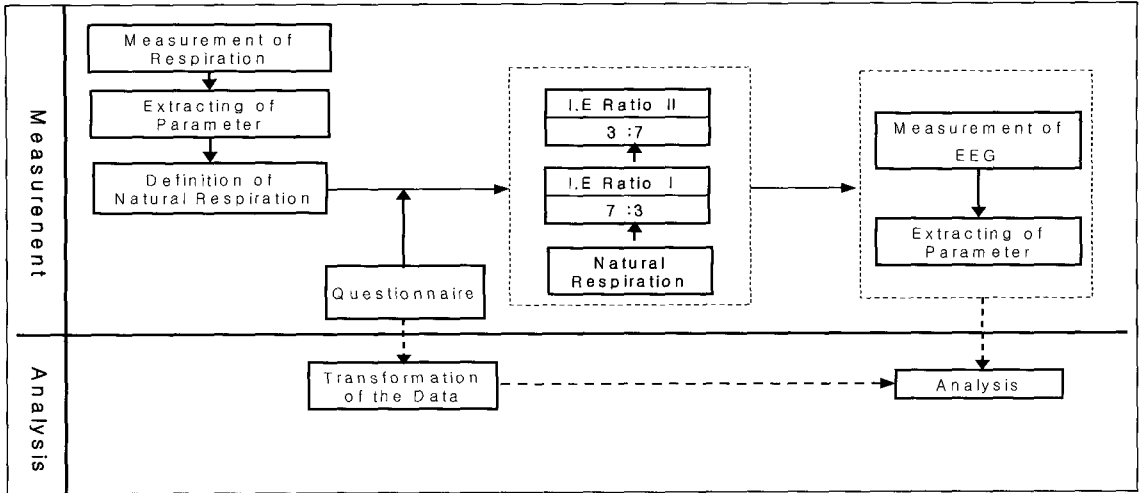 Measurenent
Measurement of
Respiration
Extracting of
Parameter
Definition of
Natural Respiration
Questionnaire
I.E Ratio II
3 :7
I.E Ratio I
7 :3
Natural
Respiration
Measurement of
EEG
Extracting of
Parameter
Analysis
Transformation
of the Data
Analysis